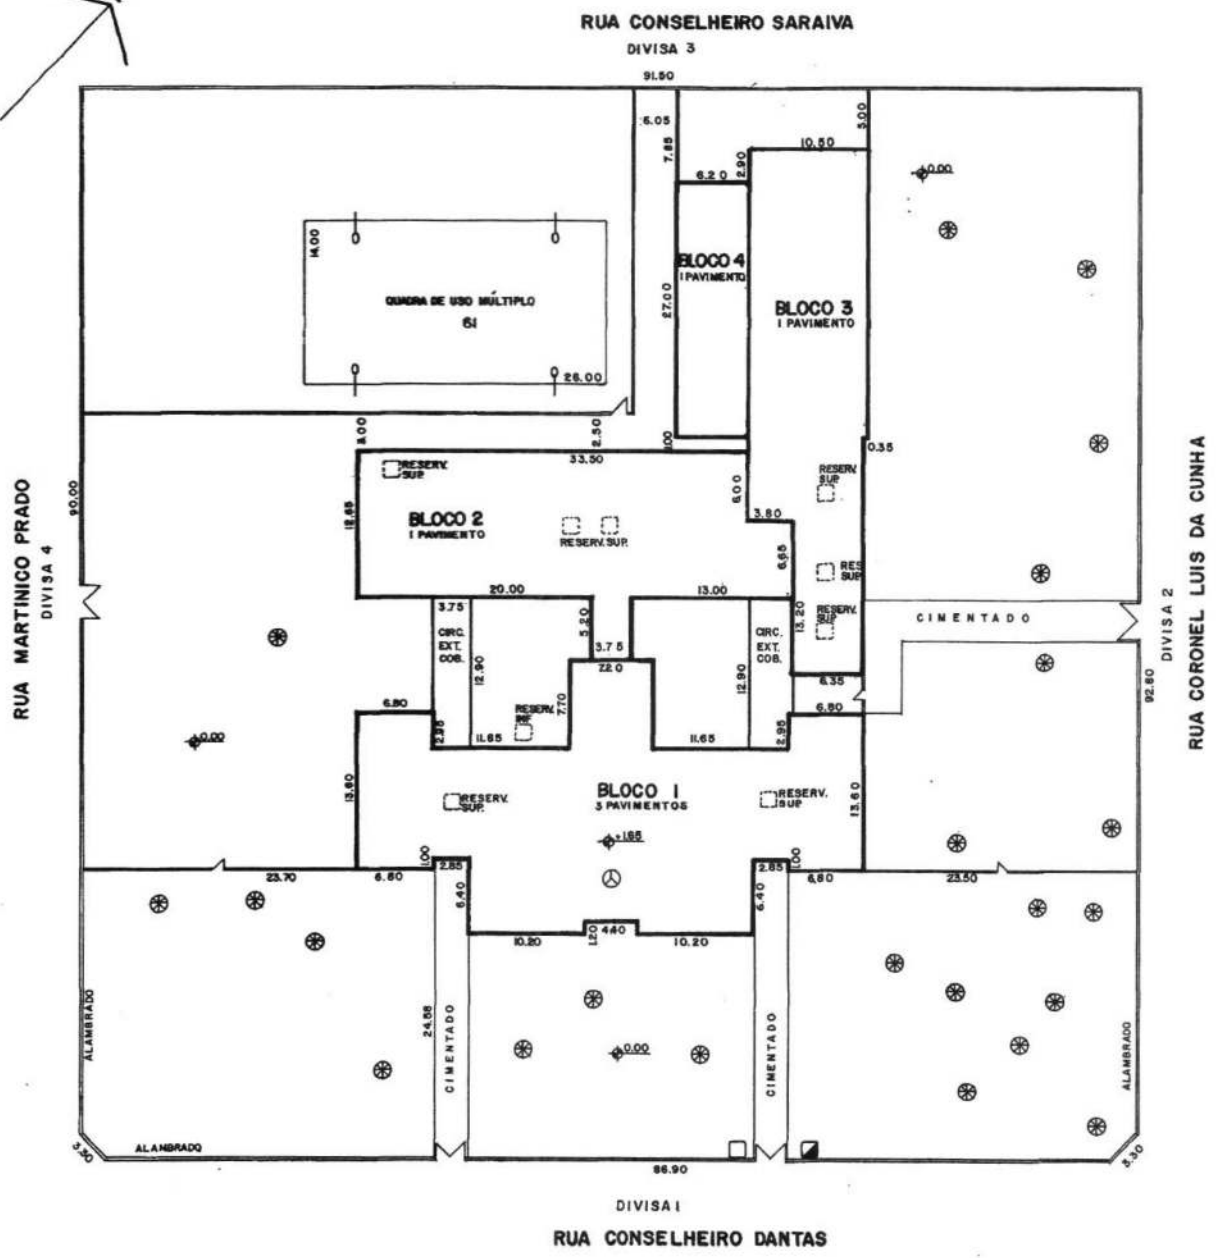 RUA CONSELHEIRO SARAIVA
DIVISA 3
91.50
6.05
7.85
5.00
10.50
2.90
6.20
0.00
14.00
BLOCO 4
1 PAVIMENTO
QUADRA DE USO MÚLTIPLO
61
27.00
BLOCO 3
1 PAVIMENTO
26.00
3.00
2.50
1.00
0.35
33.50
RESERV.
SUP.
RESERV.
SUP.
90.00
RUA MARTINICO PRADO
DIVISA 4
12.65
BLOCO 2
1 PAVIMENTO
6.00
3.80
RESERV. SUP.
6.65
RES
SUP
20.00
13.00
3.75
5.20
13.20
RESERV.
SUP
CIMENTADO
CIRC.
EXT.
COB.
3.75
CIRC.
EXT.
COB.
7.20
12.90
12.90
6.35
DIVISA 2
RUA CORONEL LUIS DA CUNHA
92.80
6.80
7.70
RESERV.
INF.
6.80
2.95
11.65
11.65
2.95
0.00
13.60
BLOCO 1
3 PAVIMENTOS
RESERV.
SUP.
RESERV.
SUP
13.60
+1.65
1.00
2.85
2.85
1.00
23.70
6.80
6.80
23.50
6.40
6.40
10.20
1.20
4.40
10.20
ALAMBRADO
24.58
CIMENTADO
0.00
CIMENTADO
ALAMBRADO
3.30
ALAMBRADO
3.30
86.90
DIVISA 1
RUA CONSELHEIRO DANTAS